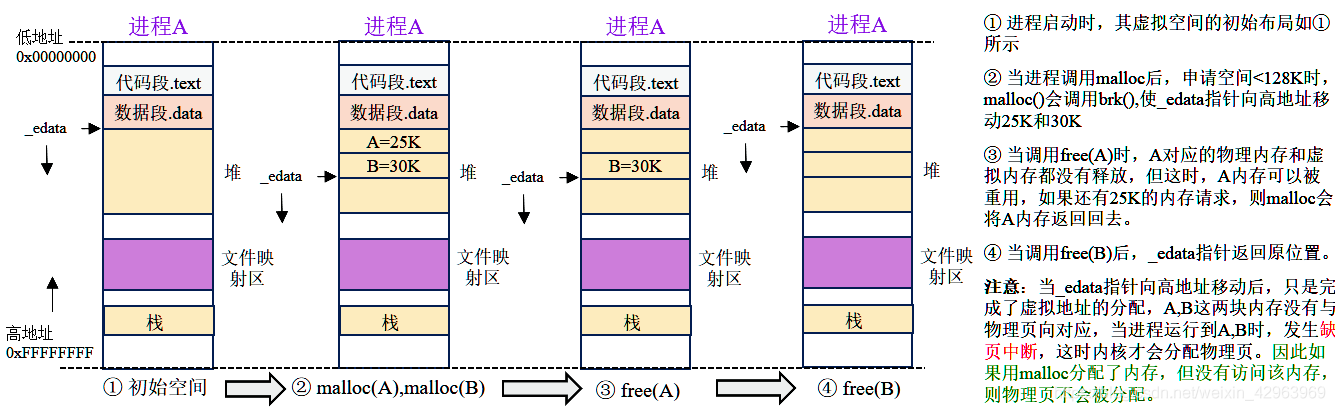 进程A
进程A
进程A
进程A
低地址
0x00000000
代码段.text
数据段.data
_edata
堆
文件映
射区
栈
高地址
0xFFFFFFFF
① 初始空间
代码段.text
数据段.data
A=25K
B=30K
_edata
堆
文件映
射区
栈
② malloc(A),malloc(B)
代码段.text
数据段.data
B=30K
_edata
堆
文件映
射区
栈
③ free(A)
代码段.text
数据段.data
_edata
堆
文件映
射区
栈
④ free(B)
① 进程启动时，其虚拟空间的初始布局如①
所示
② 当进程调用malloc后，申请空间<128K时，
malloc()会调用brk(),使_edata指针向高地址移
动25K和30K
③ 当调用free(A)时，A对应的物理内存和虚
拟内存都没有释放，但这时，A内存可以被
重用，如果还有25K的内存请求，则malloc会
将A内存返回回去。
④ 当调用free(B)后，_edata指针返回原位置。
注意：当_edata指针向高地址移动后，只是完
成了虚拟地址的分配，A,B这两块内存没有与
物理页向对应，当进程运行到A,B时，发生缺
页中断，这时内核才会分配物理页。因此如
果用malloc分配了内存，但没有访问该内存，
则物理页不会被分配。
dn.net/weixin_42963969